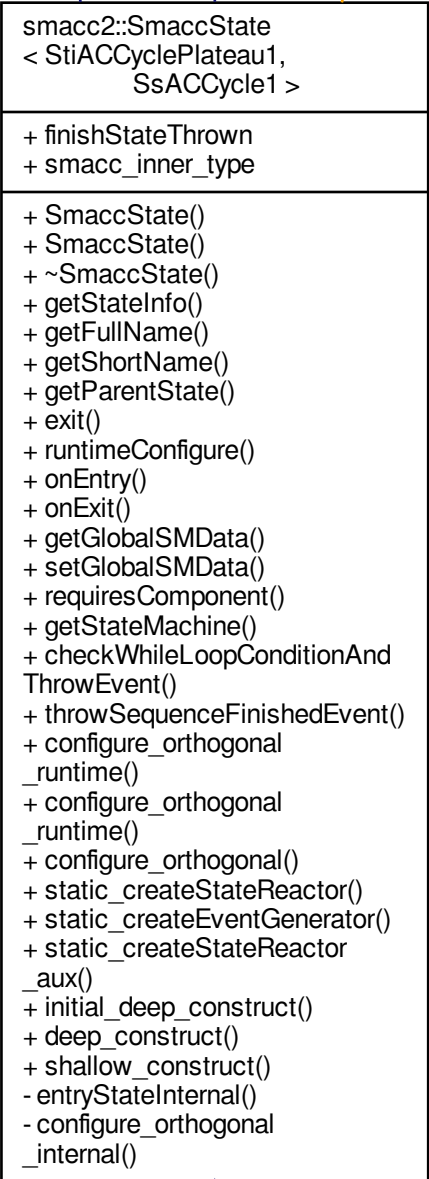 smacc2::SmaccState
< StiACCyclePlateau1,
SsACCycle1 >
+ finishStateThrown
+ smacc_inner_type
+ SmaccState()
+ SmaccState()
+ ~SmaccState()
+ getStateInfo()
+ getFullName()
+ getShortName()
+ getParentState()
+ exit()
+ runtimeConfigure()
+ onEntry()
+ onExit()
+ getGlobalSMData()
+ setGlobalSMData()
+ requiresComponent()
+ getStateMachine()
+ checkWhileLoopConditionAnd
ThrowEvent()
+ throwSequenceFinishedEvent()
+ configure_orthogonal
_runtime()
+ configure_orthogonal
_runtime()
+ configure_orthogonal()
+ static_createStateReactor()
+ static_createEventGenerator()
+ static_createStateReactor
_aux()
+ initial_deep_construct()
+ deep_construct()
+ shallow_construct()
- entryStateInternal()
- configure_orthogonal
_internal()